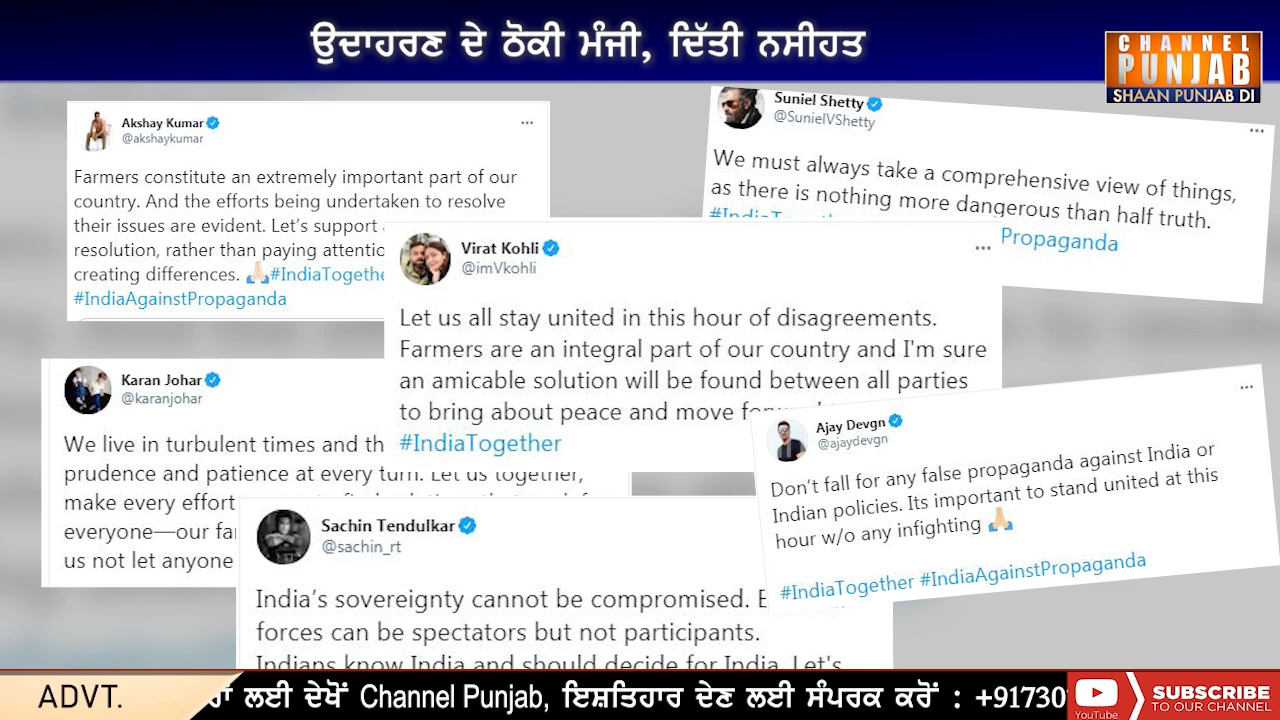 ਉਦਾਹਰਣ ਦੇ ਠੋਕੀ ਮੰਜੀ, ਦਿੱਤੀ ਨਸੀਹਤ
CHANNEL
PUNJAB
SHAAN PUNJAB DI
Akshay Kumar
@akshaykumar
Farmers constitute an extremely important part of our
country. And the efforts being undertaken to resolve
their issues are evident. Let's support
resolution, rather than paying
creating differences. 🙏🏻#IndiaTogether
#IndiaAgainstPropaganda
Suniel Shetty
@SunielVShetty
We must always take a comprehensive view of things,
as there is nothing more dangerous than half truth.
Propaganda
Virat Kohli
@imVkohli
Let us all stay united in this hour of disagreements.
Farmers are an integral part of our country and I'm sure
an amicable solution will be found between all parties
to bring about peace and move
#IndiaTogether
Karan Johar
@karanjohar
We live in turbulent times and
prudence and patience at every turn. Let us together,
make every effort
everyone—our
us not let anyone
Ajay Devgn
@ajaydevgn
Don't fall for any false propaganda against India or
Indian policies. Its important to stand united at this
hour w/o any infighting 🙏🏻
#IndiaTogether #IndiaAgainstPropaganda
Sachin Tendulkar
@sachin_rt
India's sovereignty cannot be compromised.
forces can be spectators but not participants.
Indians know India and should decide for India. Let's
ADVT.
ਲਈ ਦੇਖੋਂ Channel Punjab, ਇਸ਼ਤਿਹਾਰ ਦੇਣ ਲਈ ਸੰਪਰਕ ਕਰੋਂ : +91730
YouTube
SUBSCRIBE
TO OUR CHANNEL